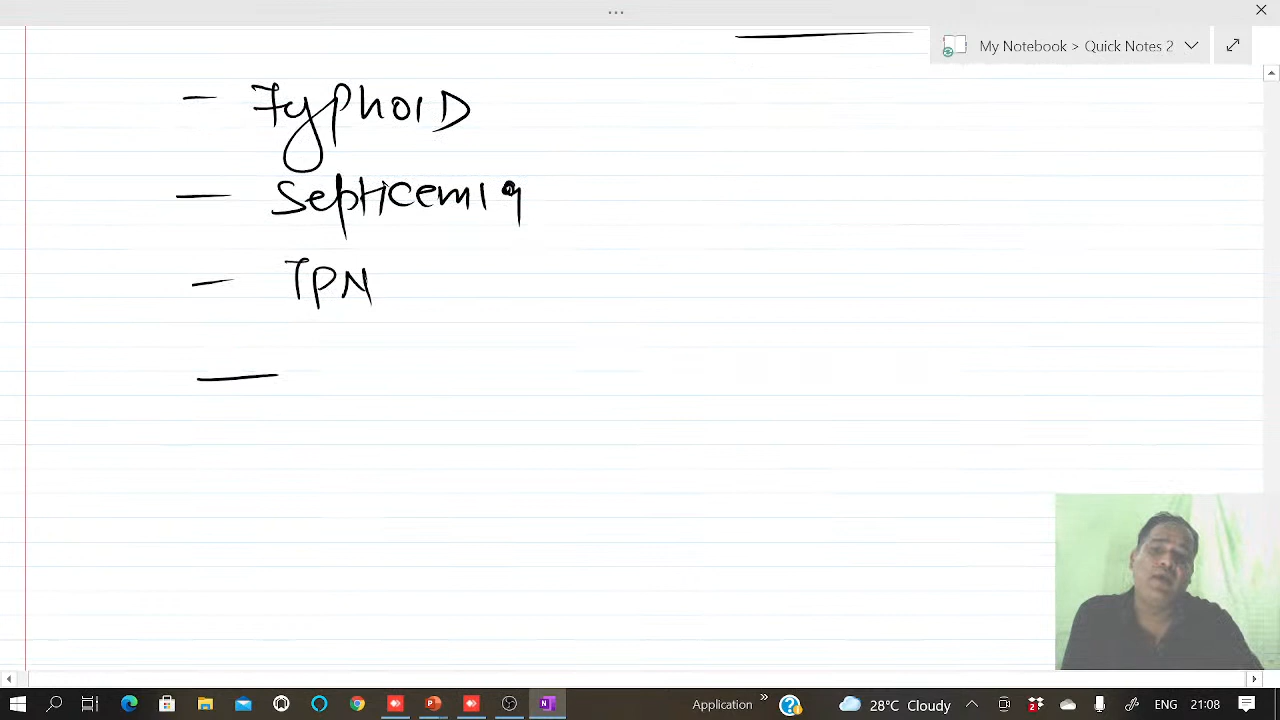 ...
My Notebook > Quick Notes 2
- TyphoID
- SepticemIa
- TPN
-
Application
28°C Cloudy
ENG
21:08